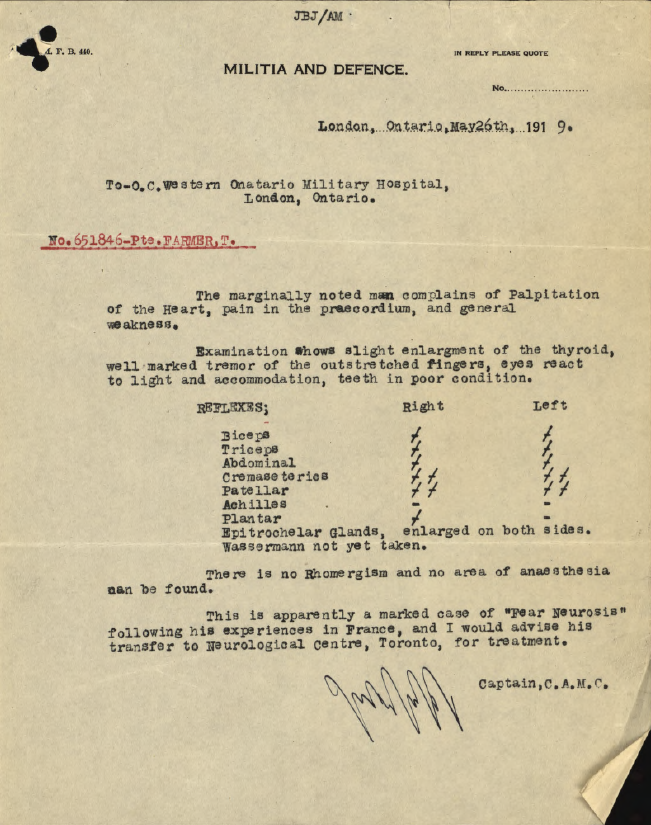 JBJ/AM
M. F. B. 440.
IN REPLY PLEASE QUOTE
MILITIA AND DEFENCE.
No.
London, Ontario, May 26th, 1919.
To-O.C. Western Onatario Military Hospital,
London, Ontario.
No. 651846-Pte. FARMER, T.
The marginally noted man complains of Palpitation
of the Heart, pain in the praecordium, and general
weakness.
Examination shows slight enlargment of the thyroid,
well marked tremor of the outstretched fingers, eyes react
to light and accommodation, teeth in poor condition.
REFLEXES; Right Left
Biceps + +
Triceps + +
Abdominal + +
Cremaseterics + + + +
Patellar + + + +
Achilles - -
Plantar + -
Epitrochelar Glands, enlarged on both sides.
Wassermann not yet taken.
There is no Rhomergism and no area of anaesthesia
can be found.
This is apparently a marked case of "Fear Neurosis"
following his experiences in France, and I would advise his
transfer to Neurological Centre, Toronto, for treatment.
Captain, C.A.M.C.